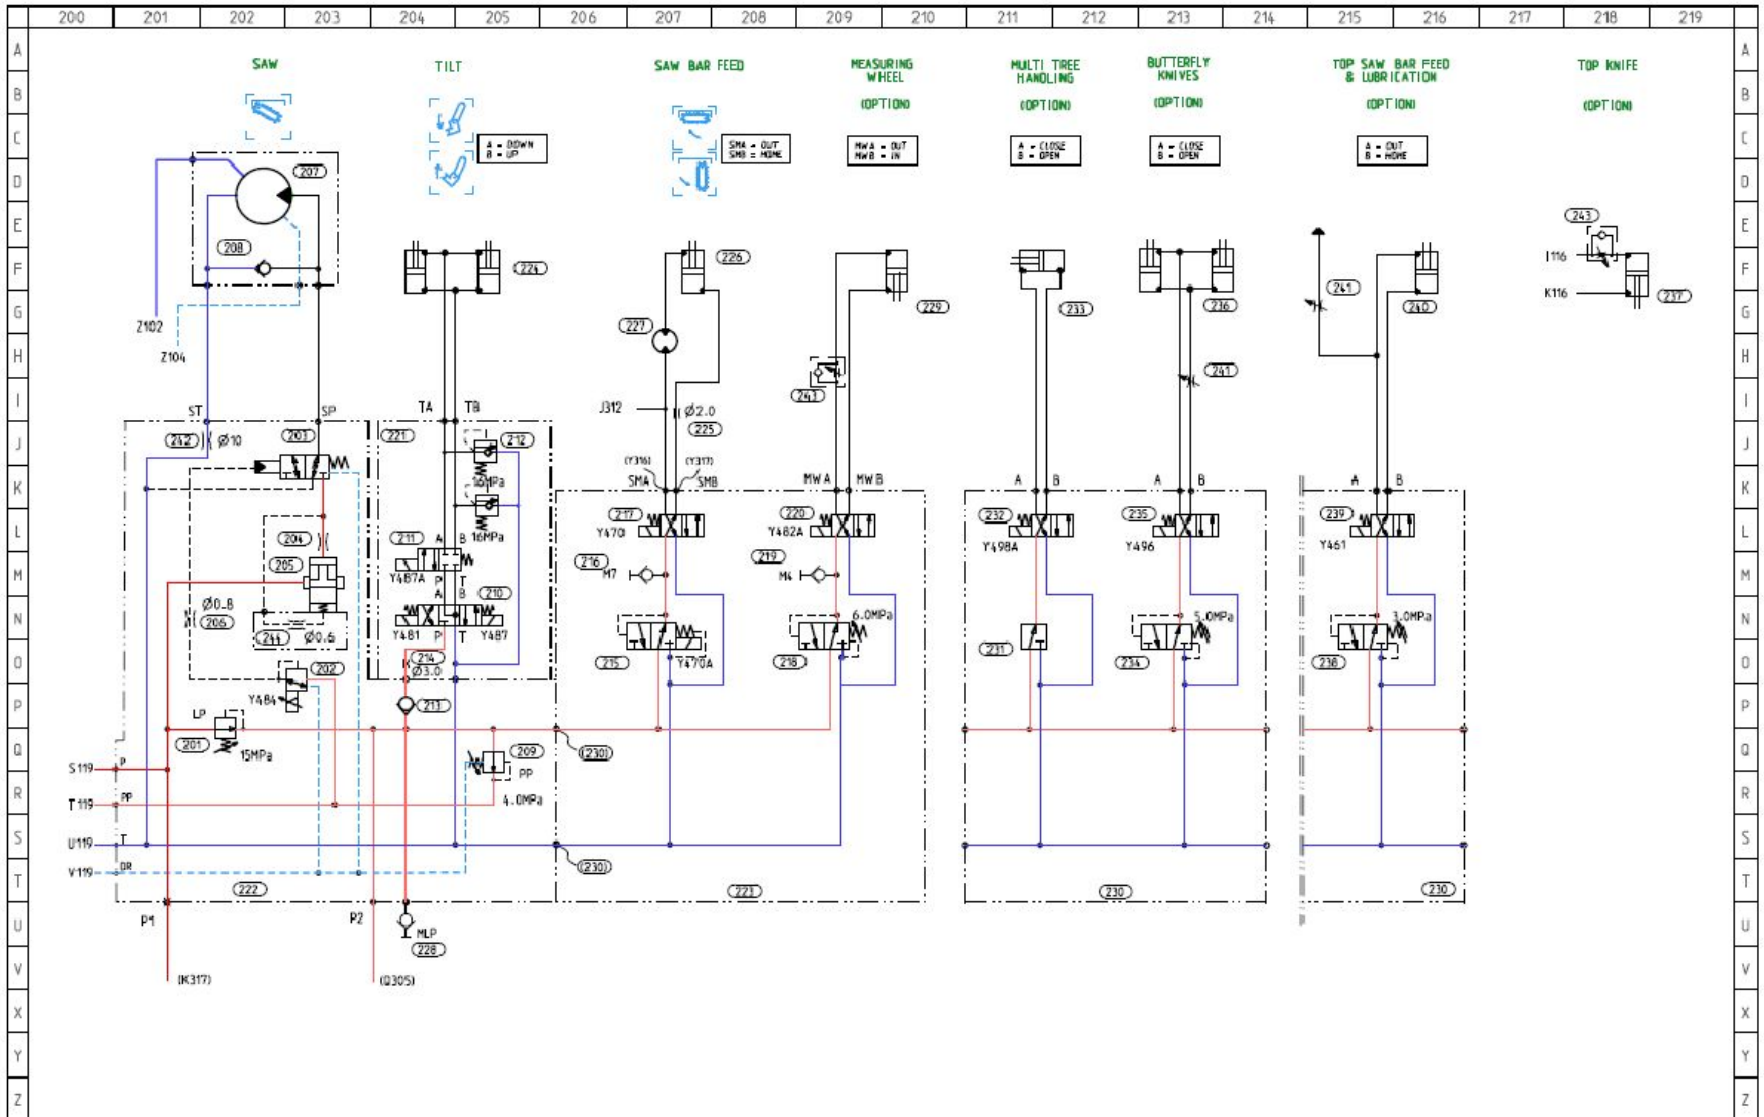 200 201 202 203 204 205 206 207 208 209 210 211 212 213 214 215 216 217 218 219
A A
B B
C C
D D
E E
F F
G G
H H
I I
J J
K K
L L
M M
N N
O O
P P
Q Q
R R
S S
T T
U U
V V
X X
Y Y
Z Z
SAW
TILT
SAW BAR FEED
MEASURING
WHEEL
(OPTION)
MULTI TREE
HANDLING
(OPTION)
BUTTERFLY
KNIVES
(OPTION)
TOP SAW BAR FEED
& LUBRICATION
(OPTION)
TOP KNIFE
(OPTION)
A = DOWN
B = UP
SMA = OUT
SMB = HOME
MWA = OUT
MWB = IN
A = CLOSE
B = OPEN
A = CLOSE
B = OPEN
A = OUT
B = HOME
207
208
224
226
227
229
233
236
241
240
243
I116
K116
237
Z102
Z104
243
241
ST SP
TA TB
J312
Ø2.0
225
242 Ø10
203
221
212
16MPa
16MPa
(Y316) (Y317)
SMA SMB
MWA MWB
A B
A B
A B
204
205
Ø0.8
206
244 Ø0.6
202
Y484
211
A B
Y487A
P T
A B
210
Y481 P T Y487
214
Ø3.0
213
217
Y470
216
M7
215 Y470A
220
Y482A
219
M4
6.0MPa
218
232
Y498A
231
235
Y496
5.0MPa
234
239
Y461
3.0MPa
238
LP
201
15MPa
209
PP
4.0MPa
(230)
(230)
S119 P
T119 PP
U119 T
V119 DR
222
223
230
230
P1
P2
MLP
228
(K317)
(Q305)